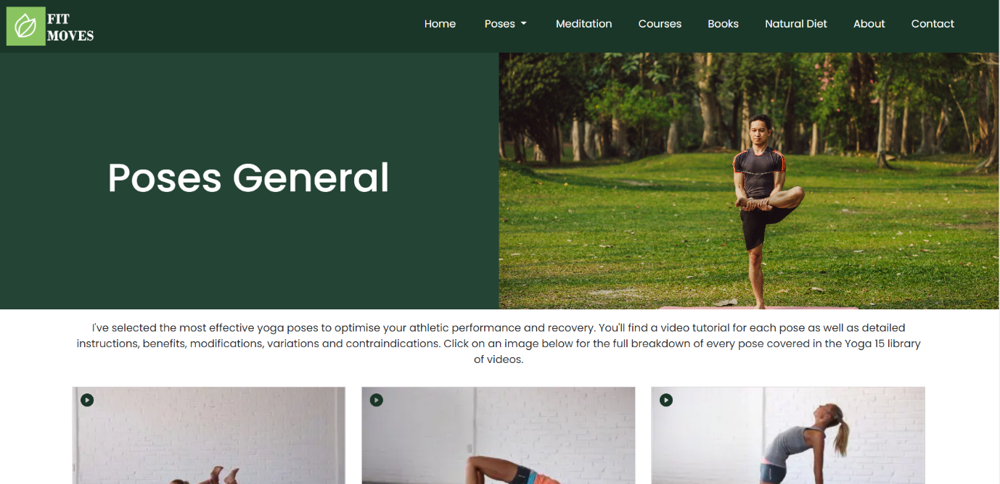 FIT
MOVES
Home Poses Meditation Courses Books Natural Diet About Contact
Poses General
I've selected the most effective yoga poses to optimise your athletic performance and recovery. You'll find a video tutorial for each pose as well as detailed
instructions, benefits, modifications, variations and contraindications. Click on an image below for the full breakdown of every pose covered in the Yoga 15 library
of videos.